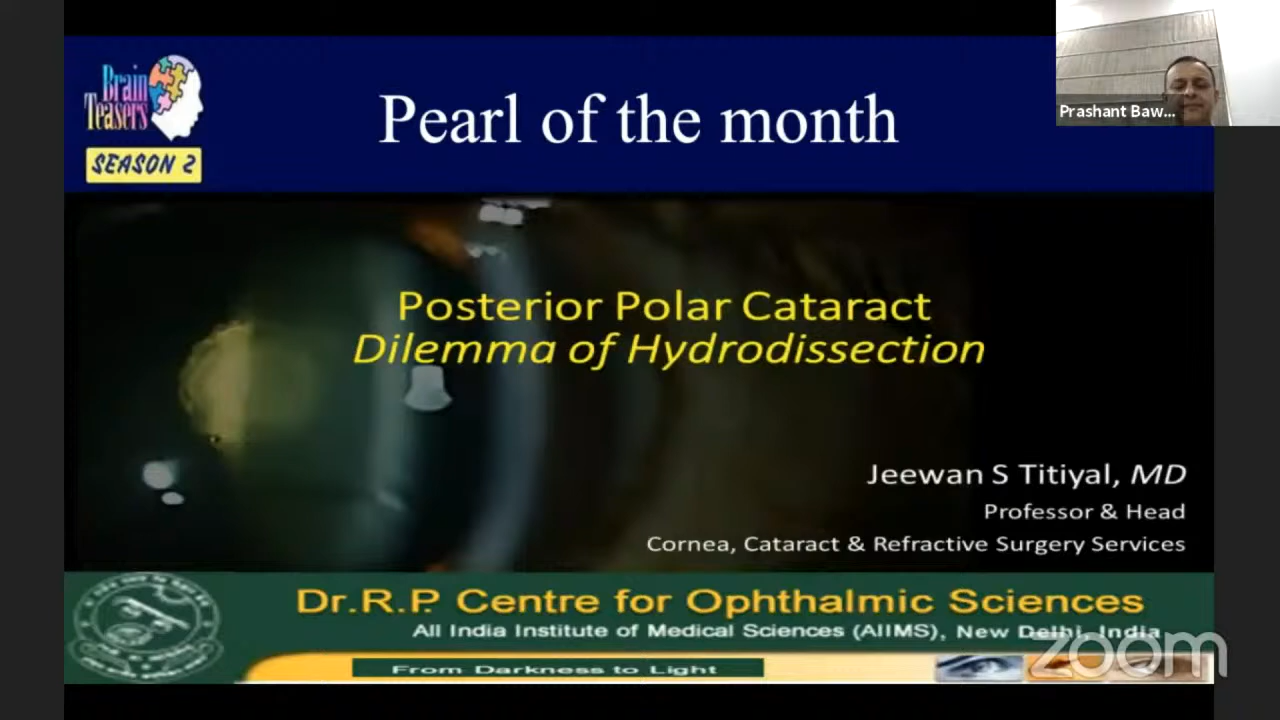 Brain
Teasers
SEASON 2
Pearl of the month
Prashant Baw...
Posterior Polar Cataract
Dilemma of Hydrodissection
Jeewan S Titiyal, MD
Professor & Head
Cornea, Cataract & Refractive Surgery Services
Dr.R.P. Centre for Ophthalmic Sciences
All India Institute of Medical Sciences (AIIMS), New Delhi, India
From Darkness to Light
zoom